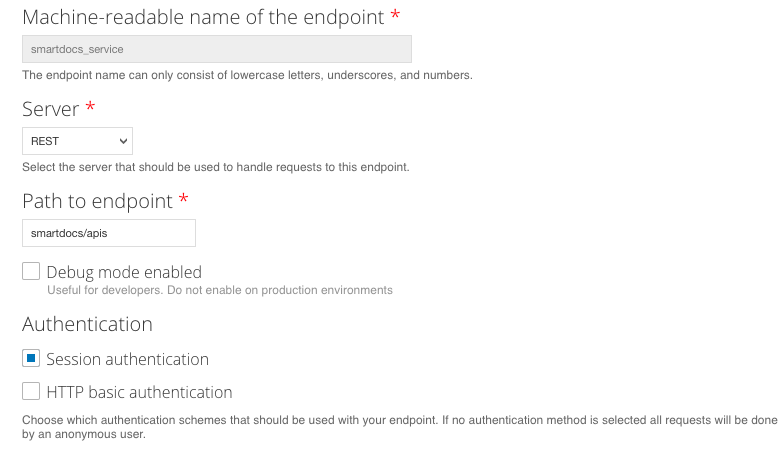 Machine-readable name of the endpoint *
smartdocs_service
The endpoint name can only consist of lowercase letters, underscores, and numbers.
Server *
REST
Select the server that should be used to handle requests to this endpoint.
Path to endpoint *
smartdocs/apis
Debug mode enabled
Useful for developers. Do not enable on production environments
Authentication
Session authentication
HTTP basic authentication
Choose which authentication schemes that should be used with your endpoint. If no authentication method is selected all requests will be done
by an anonymous user.